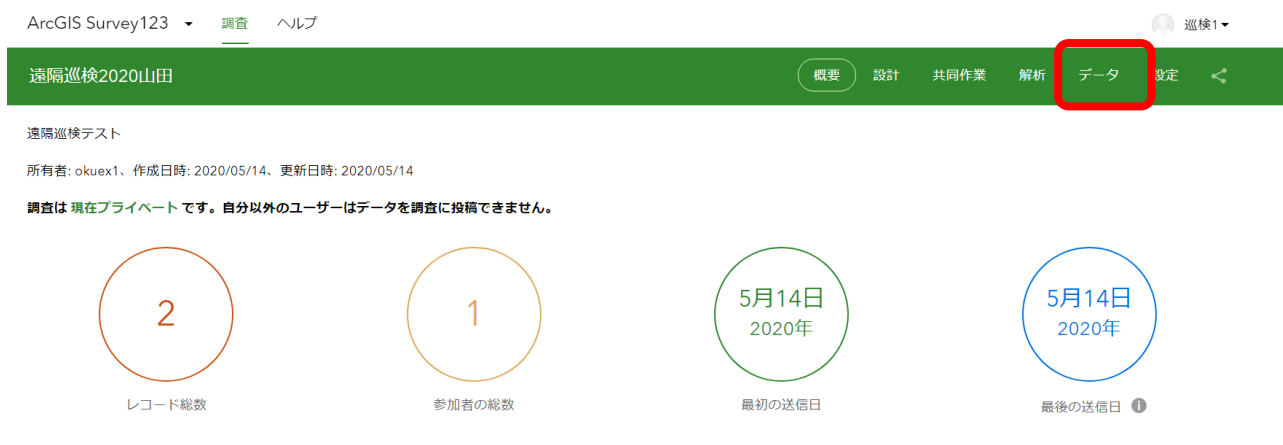 ArcGIS Survey123 調査 ヘルプ 巡検1
遠隔巡検2020山田 概要 設計 共同作業 解析 データ 設定
遠隔巡検テスト
所有者: okuex1、作成日時: 2020/05/14、更新日時: 2020/05/14
調査は 現在プライベート です。自分以外のユーザーはデータを調査に投稿できません。
2
レコード総数
1
参加者の総数
5月14日
2020年
最初の送信日
5月14日
2020年
最後の送信日